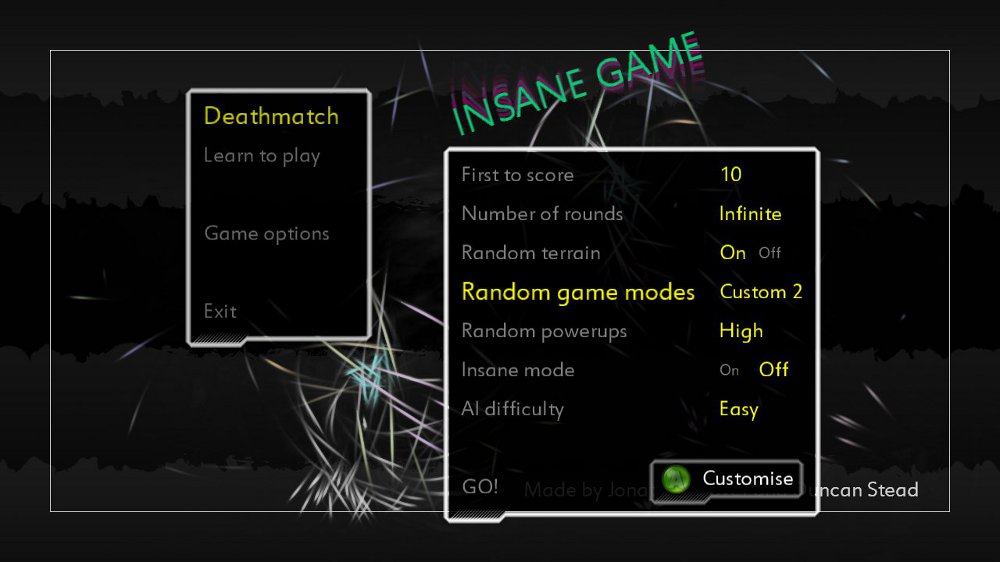 INSANE GAME
Deathmatch
Learn to play
Game options
Exit
First to score 10
Number of rounds Infinite
Random terrain On Off
Random game modes Custom 2
Random powerups High
Insane mode On Off
AI difficulty Easy
GO!
A Customise
Made by Duncan Stead